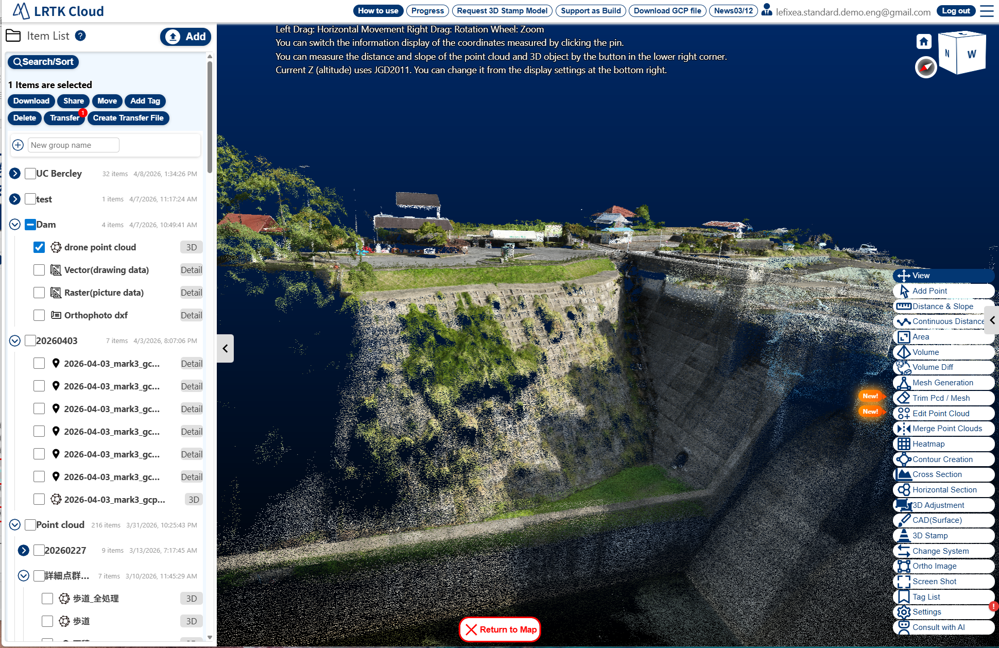 LRTK Cloud
How to use
Progress
Request 3D Stamp Model
Support as Build
Download GCP file
News03/12
lefixea.standard.demo.eng@gmail.com
Log out
Item List ?
Add
Search/Sort
1 Items are selected
Download
Share
Move
Add Tag
Delete
Transfer
1
Create Transfer File
New group name
UC Bercley 32 items 4/8/2026, 1:34:26 PM
test 1 items 4/7/2026, 11:17:24 AM
Dam 4 items 4/7/2026, 10:49:41 AM
drone point cloud 3D
Vector(drawing data) Detail
Raster(picture data) Detail
Orthophoto dxf Detail
20260403 7 items 4/3/2026, 8:07:06 PM
2026-04-03_mark3_gc... Detail
2026-04-03_mark3_gc... Detail
2026-04-03_mark3_gc... Detail
2026-04-03_mark3_gc... Detail
2026-04-03_mark3_gc... Detail
2026-04-03_mark3_gc... Detail
2026-04-03_mark3_gcp... 3D
Point cloud 216 items 3/31/2026, 10:25:43 PM
20260227 9 items 3/13/2026, 7:17:45 AM
詳細点群... 7 items 3/10/2026, 11:45:29 AM
歩道_全処理 3D
歩道 3D
Left Drag: Horizontal Movement Right Drag: Rotation Wheel: Zoom
You can switch the information display of the coordinates measured by clicking the pin.
You can measure the distance and slope of the point cloud and 3D object by the button in the lower right corner.
Current Z (altitude) uses JGD2011. You can change it from the display settings at the bottom right.
N
W
View
Add Point
Distance & Slope
Continuous Distance
Area
Volume
Volume Diff
Mesh Generation
New! Trim Pcd / Mesh
New! Edit Point Cloud
Merge Point Clouds
Heatmap
Contour Creation
Cross Section
Horizontal Section
3D Adjustment
CAD(Surface)
3D Stamp
Change System
Ortho Image
Screen Shot
Tag List
Settings
!
Consult with AI
Return to Map